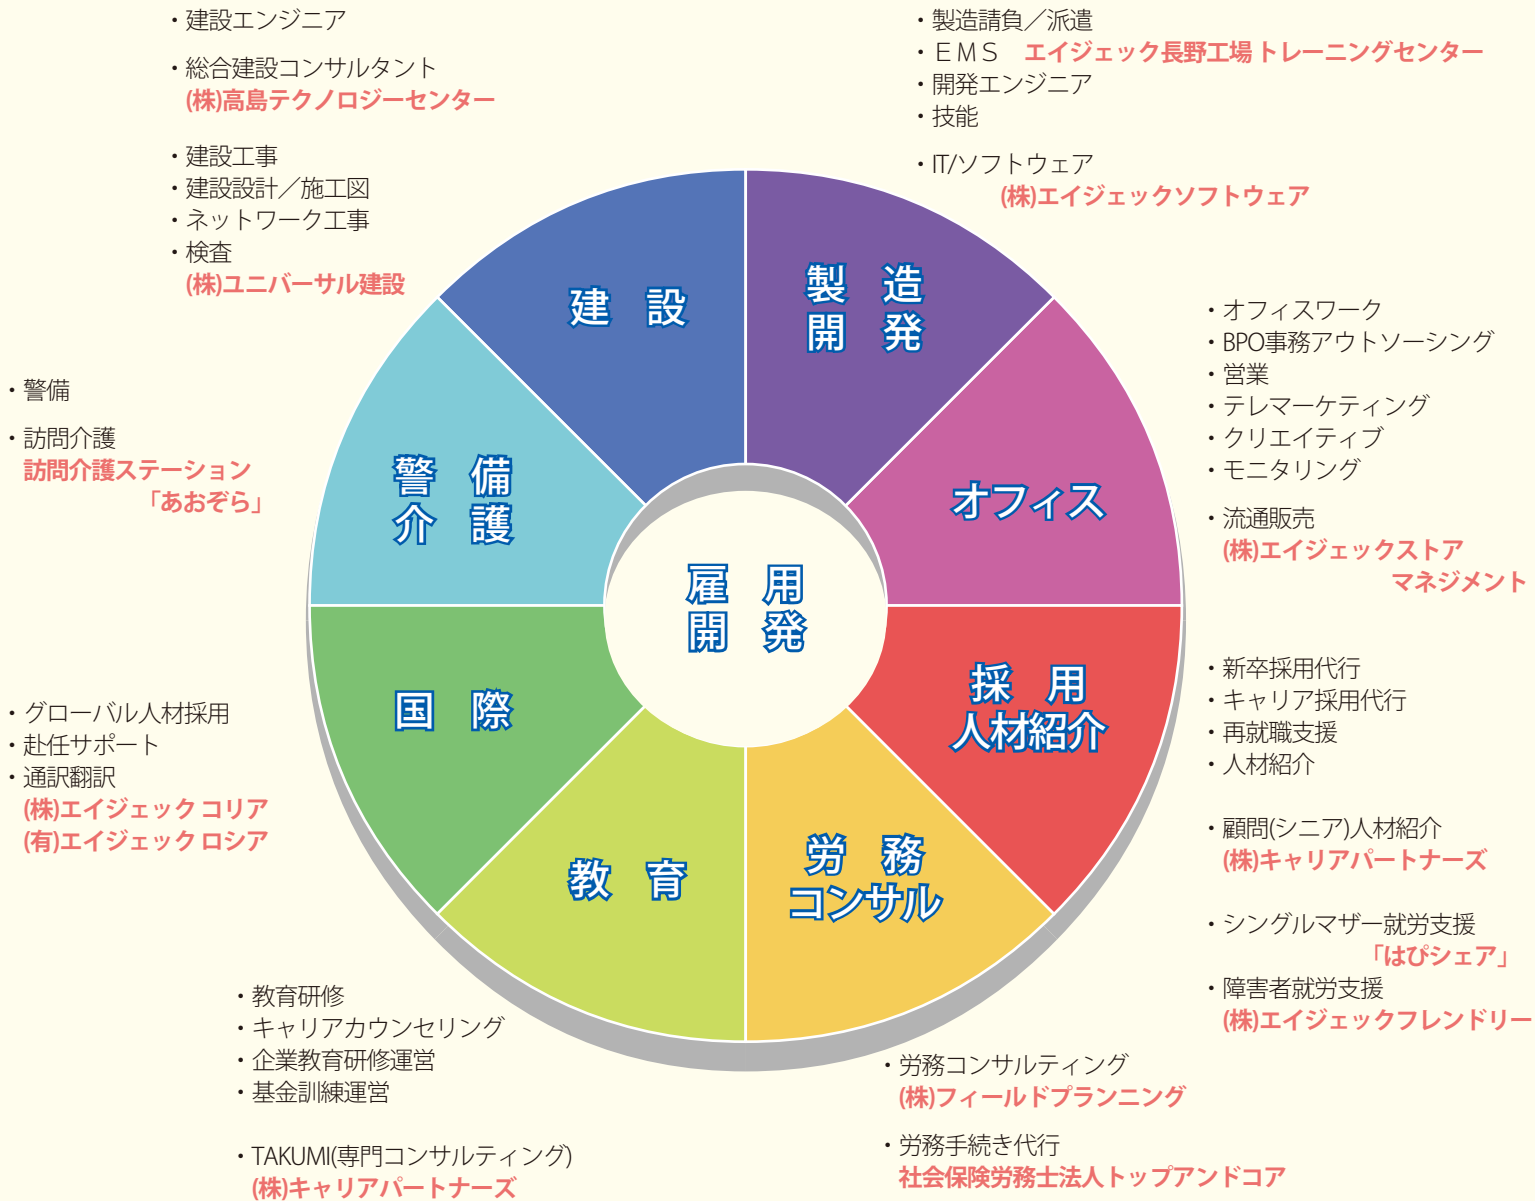 ・建設エンジニア
・総合建設コンサルタント
(株)高島テクノロジーセンター
・建設工事
・建設設計／施工図
・ネットワーク工事
・検査
(株)ユニバーサル建設
・製造請負／派遣
・ＥＭＳ　エイジェック長野工場 トレーニングセンター
・開発エンジニア
・技能
・IT/ソフトウェア
(株)エイジェックソフトウェア
・オフィスワーク
・BPO事務アウトソーシング
・営業
・テレマーケティング
・クリエイティブ
・モニタリング
・流通販売
(株)エイジェックストア
マネジメント
・新卒採用代行
・キャリア採用代行
・再就職支援
・人材紹介
・顧問(シニア)人材紹介
(株)キャリアパートナーズ
・シングルマザー就労支援
「はぴシェア」
・障害者就労支援
(株)エイジェックフレンドリー
・労務コンサルティング
(株)フィールドプランニング
・労務手続き代行
社会保険労務士法人トップアンドコア
・教育研修
・キャリアカウンセリング
・企業教育研修運営
・基金訓練運営
・TAKUMI(専門コンサルティング)
(株)キャリアパートナーズ
・グローバル人材採用
・赴任サポート
・通訳翻訳
(株)エイジェック コリア
(有)エイジェック ロシア
・警備
・訪問介護
訪問介護ステーション
「あおぞら」
建　設
製　造
開　発
オフィス
採　用
人材紹介
労　務
コンサル
教　育
国　際
警　備
介　護
雇　用
開　発